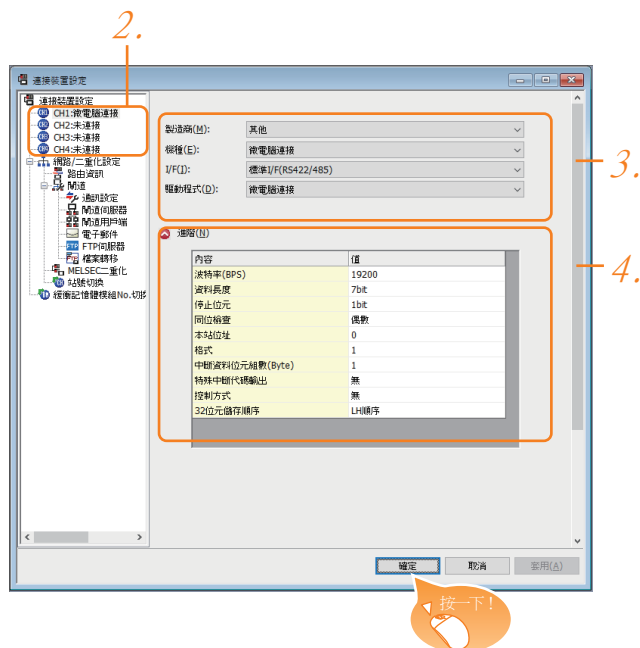 2.
連接裝置設定
連接裝置設定
CH1:微電腦連接
CH2:未連接
CH3:未連接
CH4:未連接
網路/二重化設定
路由資訊
閘道
通訊設定
閘道伺服器
閘道用戶端
電子郵件
FTP伺服器
檔案轉移
MELSEC二重化
站號切換
緩衝記憶體模組No.切換
製造商(M): 其他
機種(E): 微電腦連接
I/F(I): 標準I/F(RS422/485)
驅動程式(D): 微電腦連接
3.
進階(N)
內容 值
波特率(BPS) 19200
資料長度 7bit
停止位元 1bit
同位檢查 偶數
本站位址 0
格式 1
中斷資料位元組數(Byte) 1
特殊中斷代碼輸出 無
控制方式 無
32位元儲存順序 LH順序
4.
確定 取消 套用(A)
按一下!